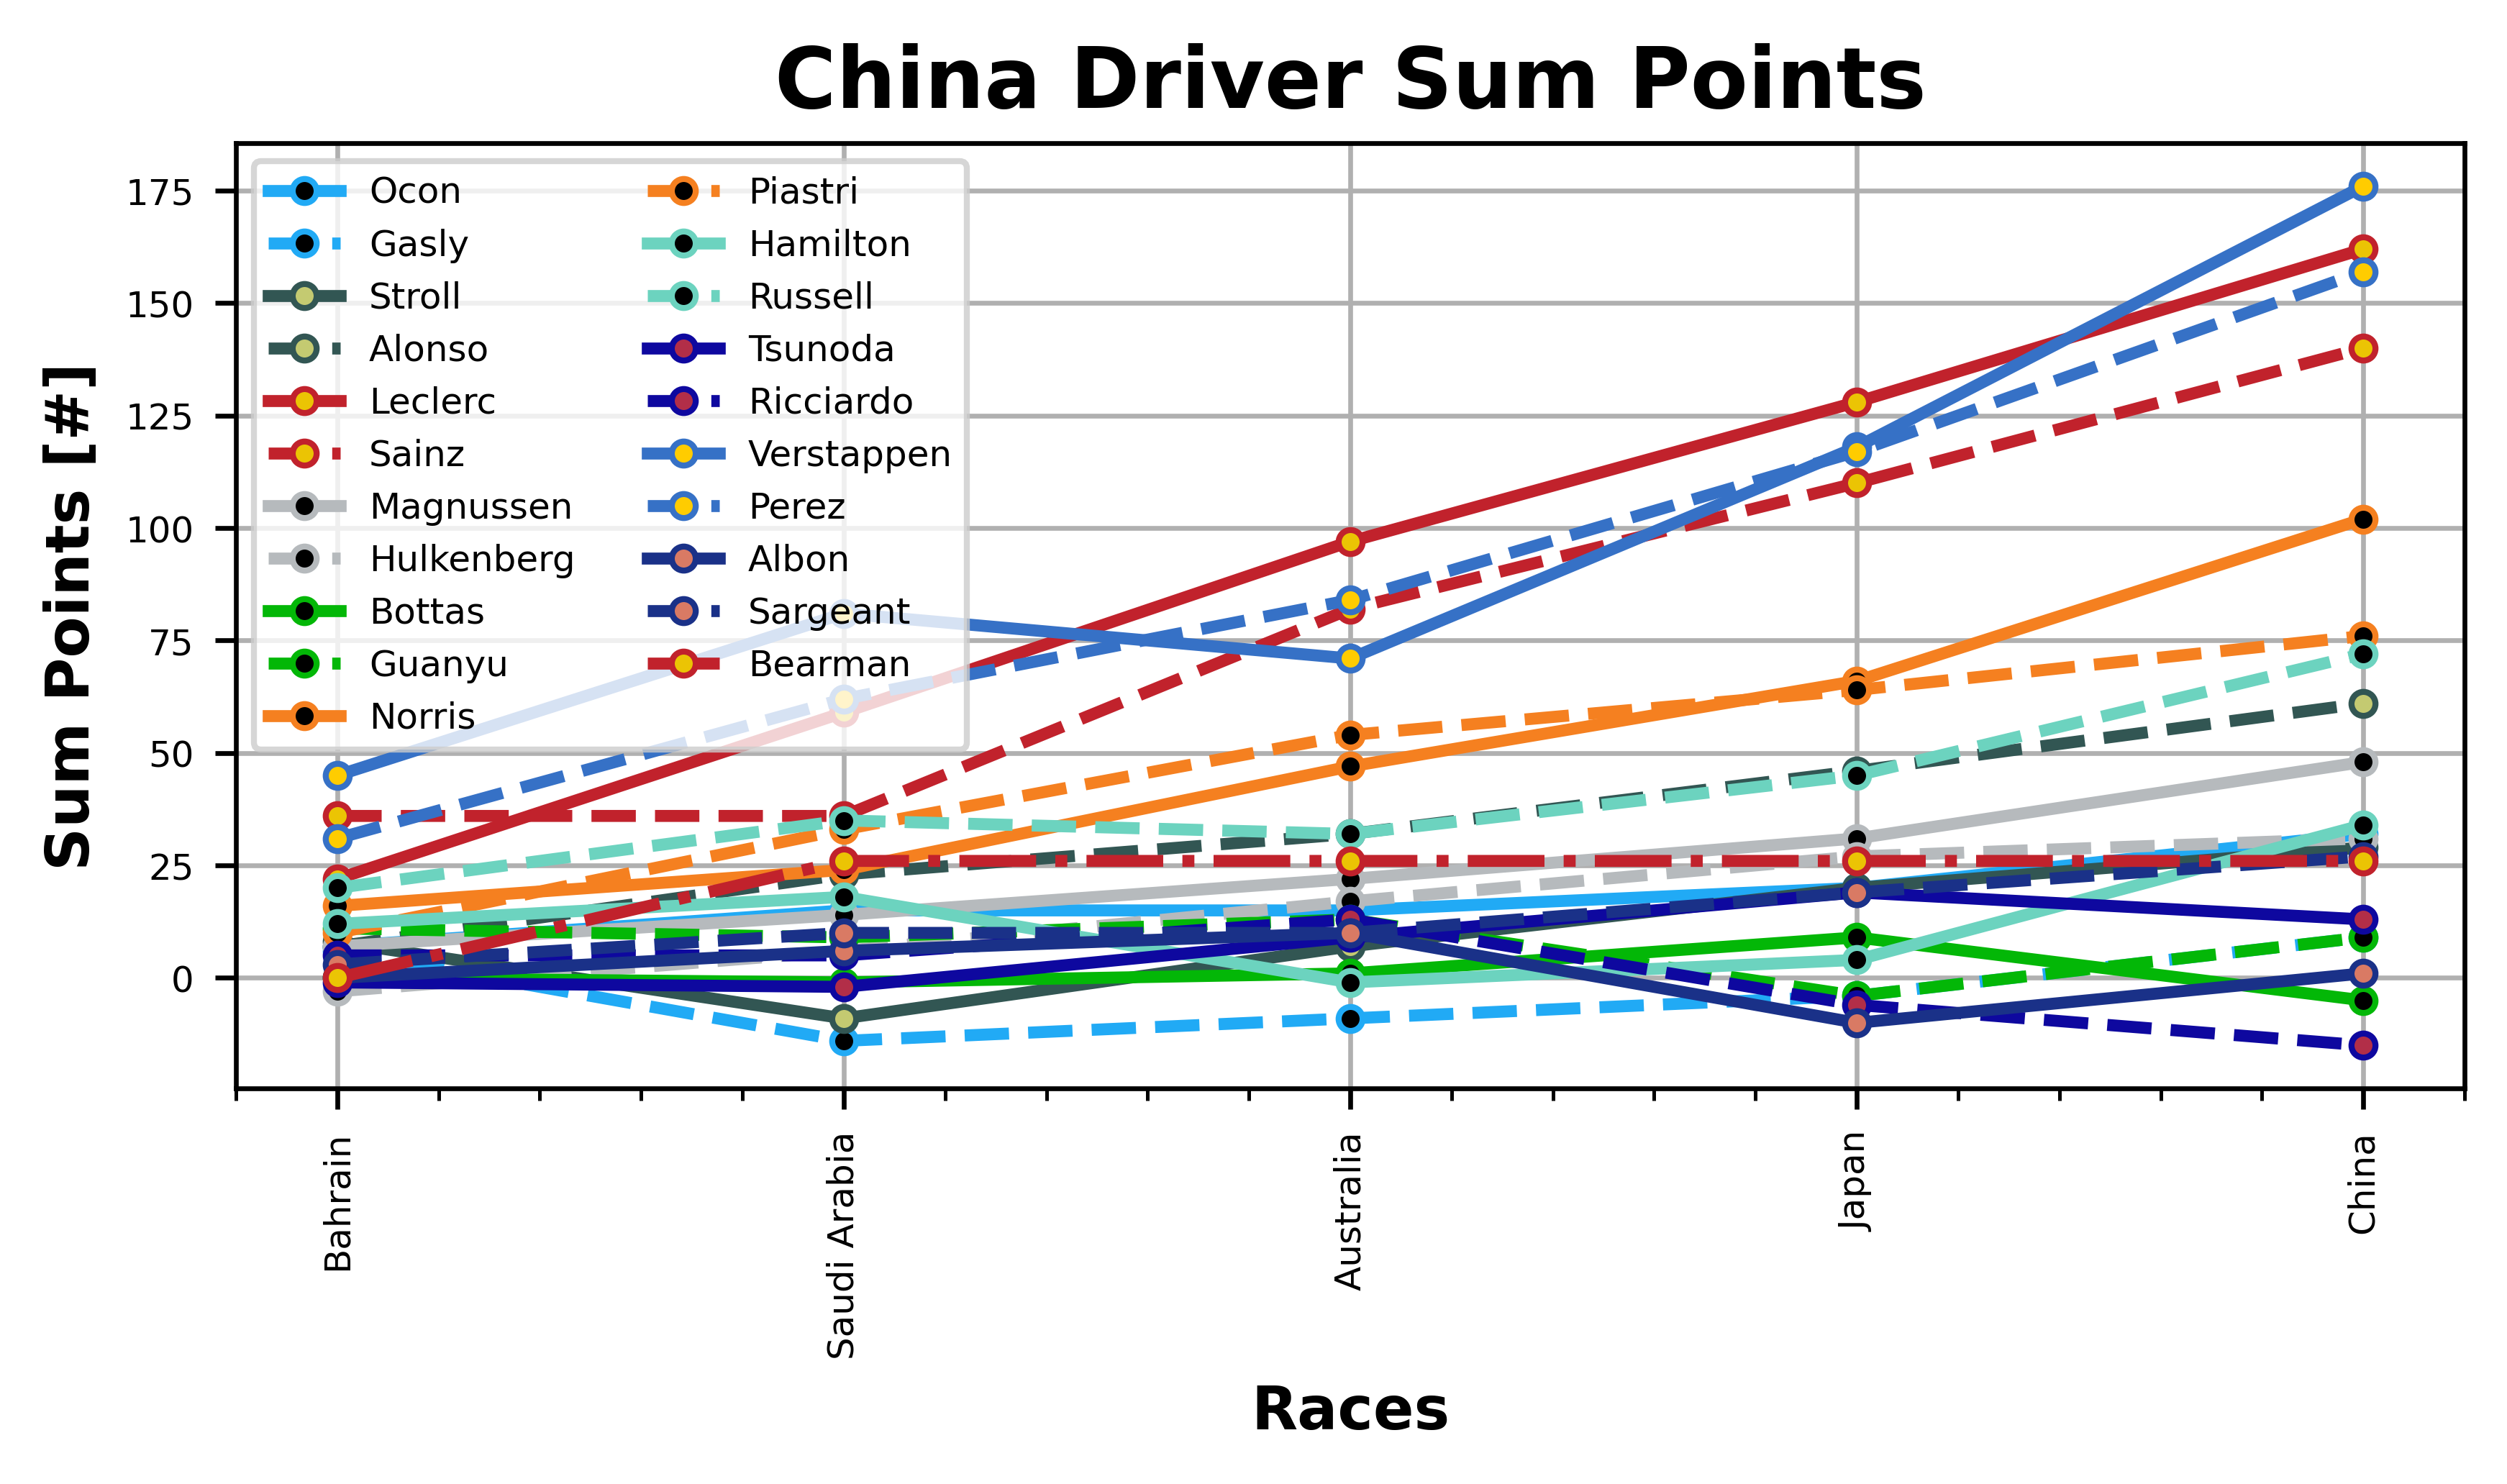 China Driver Sum Points
Sum Points [#]
175
150
125
100
75
50
25
0
Ocon
Gasly
Stroll
Alonso
Leclerc
Sainz
Magnussen
Hulkenberg
Bottas
Guanyu
Norris
Piastri
Hamilton
Russell
Tsunoda
Ricciardo
Verstappen
Perez
Albon
Sargeant
Bearman
Bahrain
Saudi Arabia
Australia
Japan
China
Races